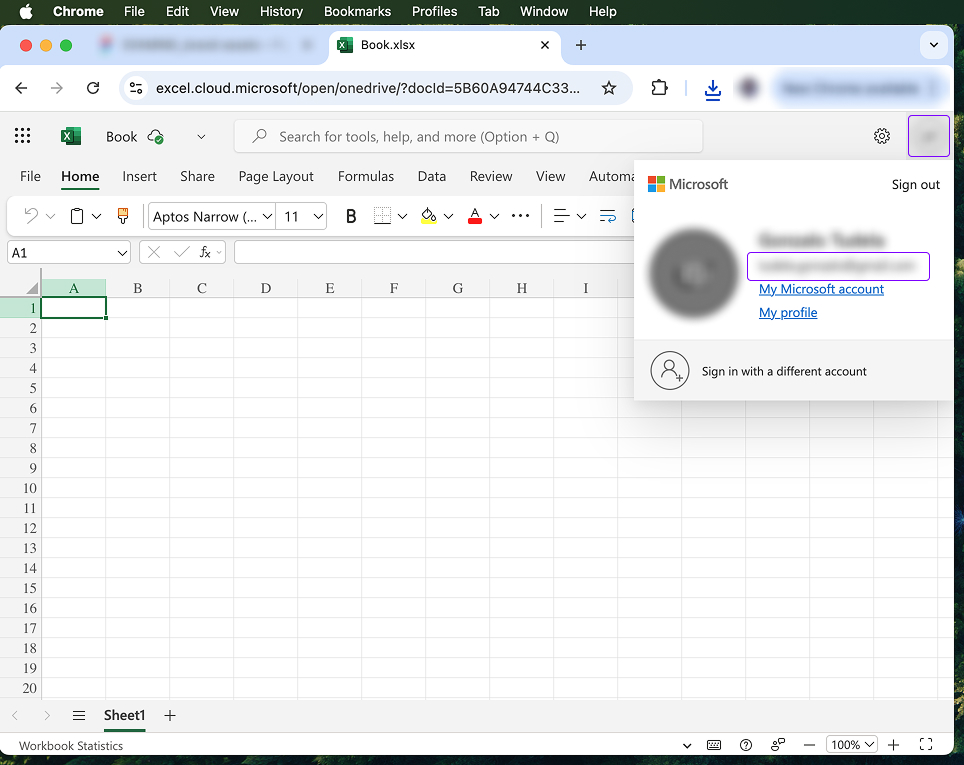 Chrome File Edit View History Bookmarks Profiles Tab Window Help
Book.xlsx
excel.cloud.microsoft/open/onedrive/?docId=5B60A94744C33...
Book
Search for tools, help, and more (Option + Q)
File Home Insert Share Page Layout Formulas Data Review View Automa
Microsoft
Sign out
Aptos Narrow (... 11 B A ...
A1 fx
My Microsoft account
My profile
Sign in with a different account
A B C D E F G H I
1
2
3
4
5
6
7
8
9
10
11
12
13
14
15
16
17
18
19
20
Sheet1
Workbook Statistics
100%